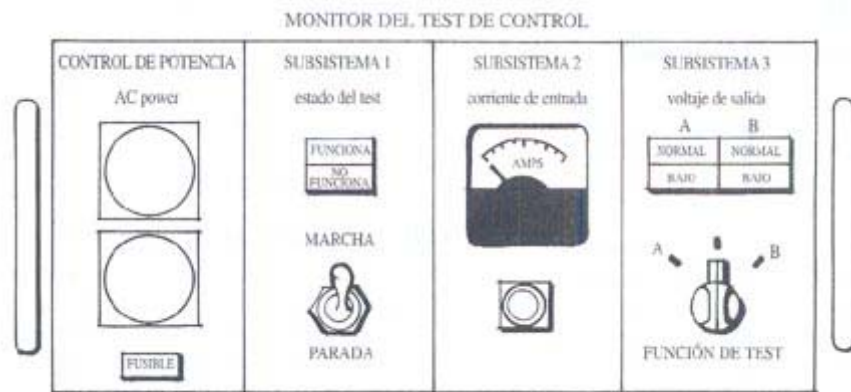 MONITOR DEL TEST DE CONTROL
CONTROL DE POTENCIA
AC power
FUSIBLE
SUBSISTEMA 1
estado del test
FUNCIONA
NO
FUNCIONA
MARCHA
PARADA
SUBSISTEMA 2
corriente de entrada
AMPS
SUBSISTEMA 3
voltaje de salida
A B
NORMAL NORMAL
BAJO BAJO
A B
FUNCIÓN DE TEST